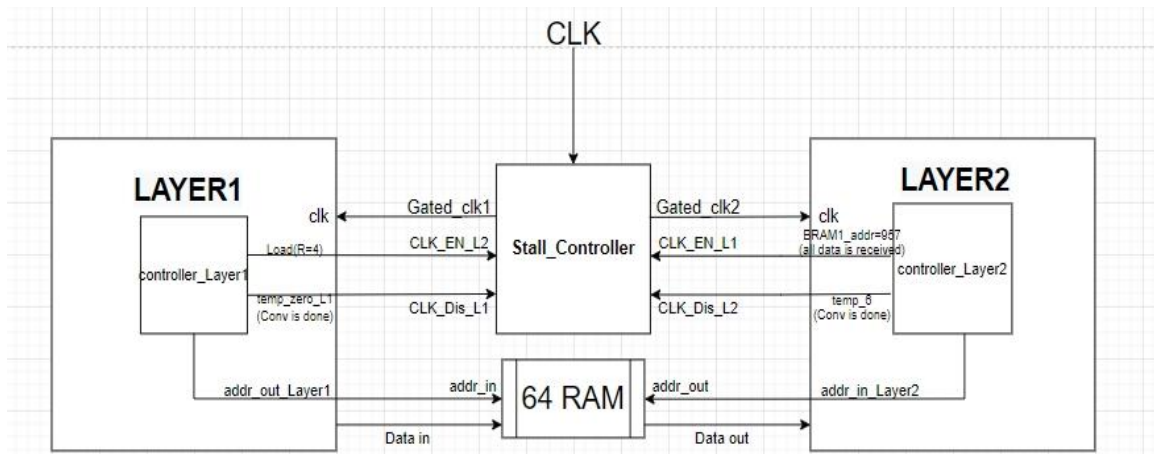 CLK
LAYER1
LAYER2
clk
Gated_clk1
Gated_clk2
clk
Load(R=4)
CLK_EN_L2
Stall_Controller
CLK_EN_L1
BRAM1_addr=957
(all data is received)
controller_Layer1
controller_Layer2
temp_zero_L1
(Conv is done)
CLK_Dis_L1
CLK_Dis_L2
temp_6
(Conv is done)
addr_out_Layer1
addr_in
64 RAM
addr_out
addr_in_Layer2
Data in
Data out